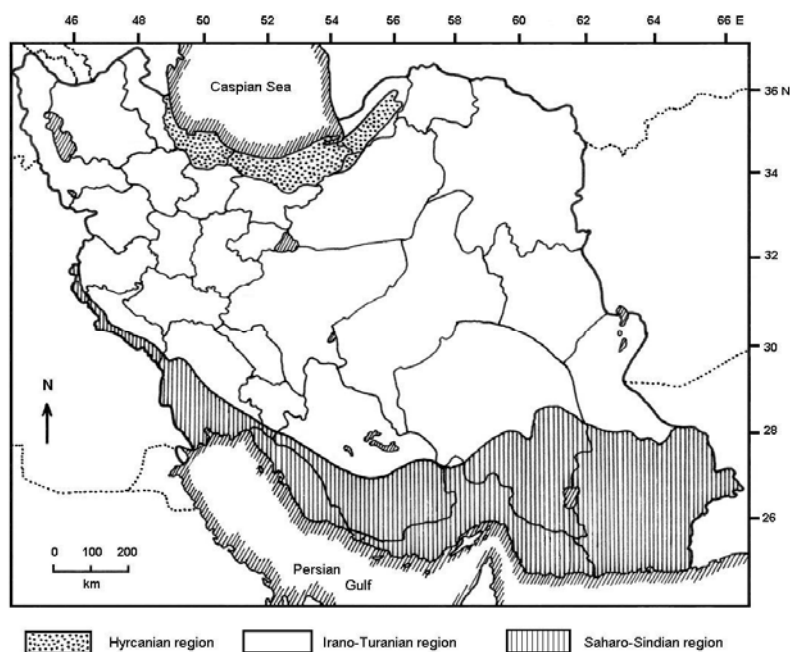 46 48 50 52 54 56 58 60 62 64 66 E
Caspian Sea
36 N
34
32
30
N
28
26
0 100 200
km
Persian
Gulf
Hyrcanian region Irano-Turanian region Saharo-Sindian region